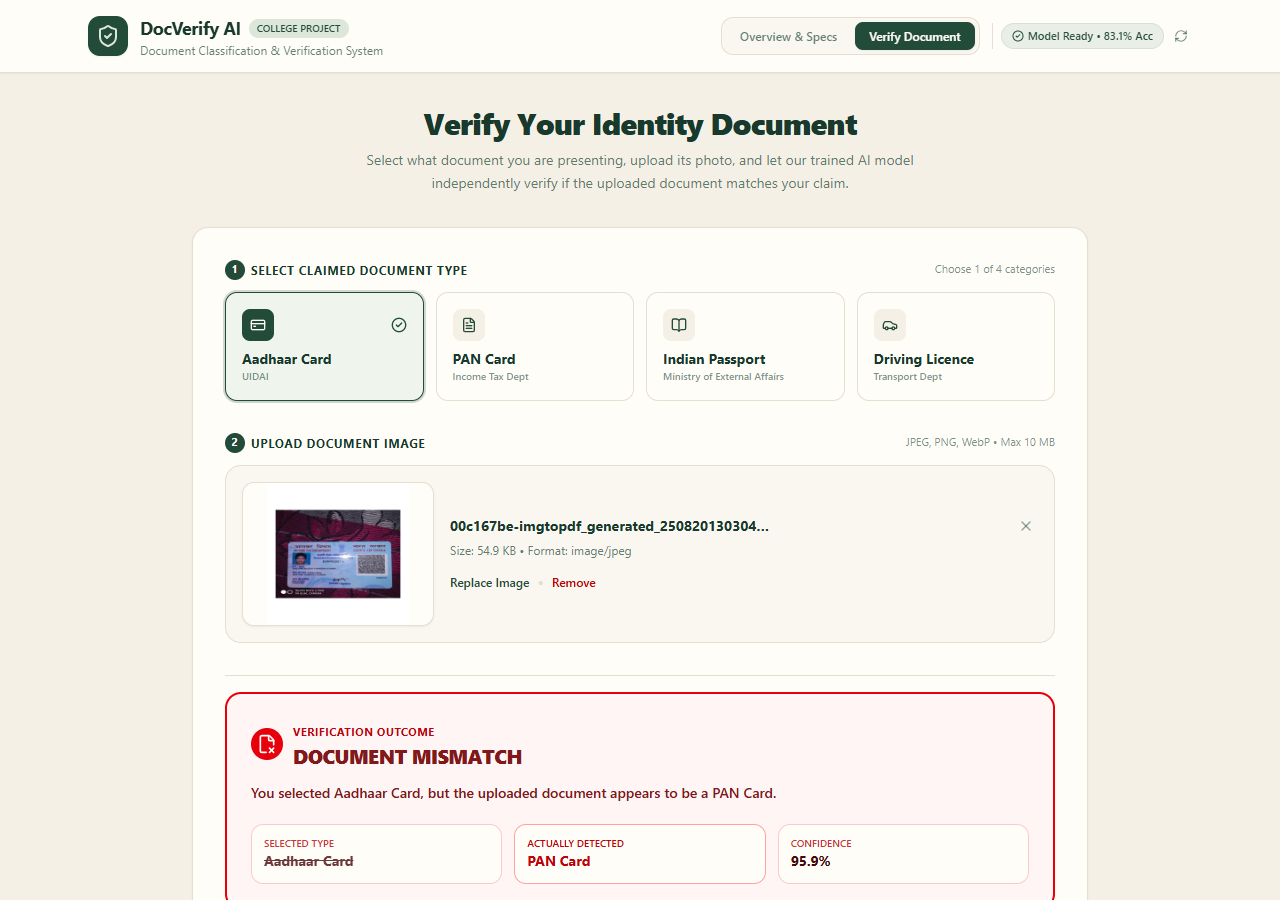 DocVerify AI
COLLEGE PROJECT
Document Classification & Verification System
Overview & Specs
Verify Document
Model Ready • 83.1% Acc
Verify Your Identity Document
Select what document you are presenting, upload its photo, and let our trained AI model
independently verify if the uploaded document matches your claim.
1 SELECT CLAIMED DOCUMENT TYPE
Choose 1 of 4 categories
Aadhaar Card
UIDAI
PAN Card
Income Tax Dept
Indian Passport
Ministry of External Affairs
Driving Licence
Transport Dept
2 UPLOAD DOCUMENT IMAGE
JPEG, PNG, WebP • Max 10 MB
00c167be-imgtopdf_generated_250820130304...
Size: 54.9 KB • Format: image/jpeg
Replace Image • Remove
VERIFICATION OUTCOME
DOCUMENT MISMATCH
You selected Aadhaar Card, but the uploaded document appears to be a PAN Card.
SELECTED TYPE
Aadhaar Card
ACTUALLY DETECTED
PAN Card
CONFIDENCE
95.9%